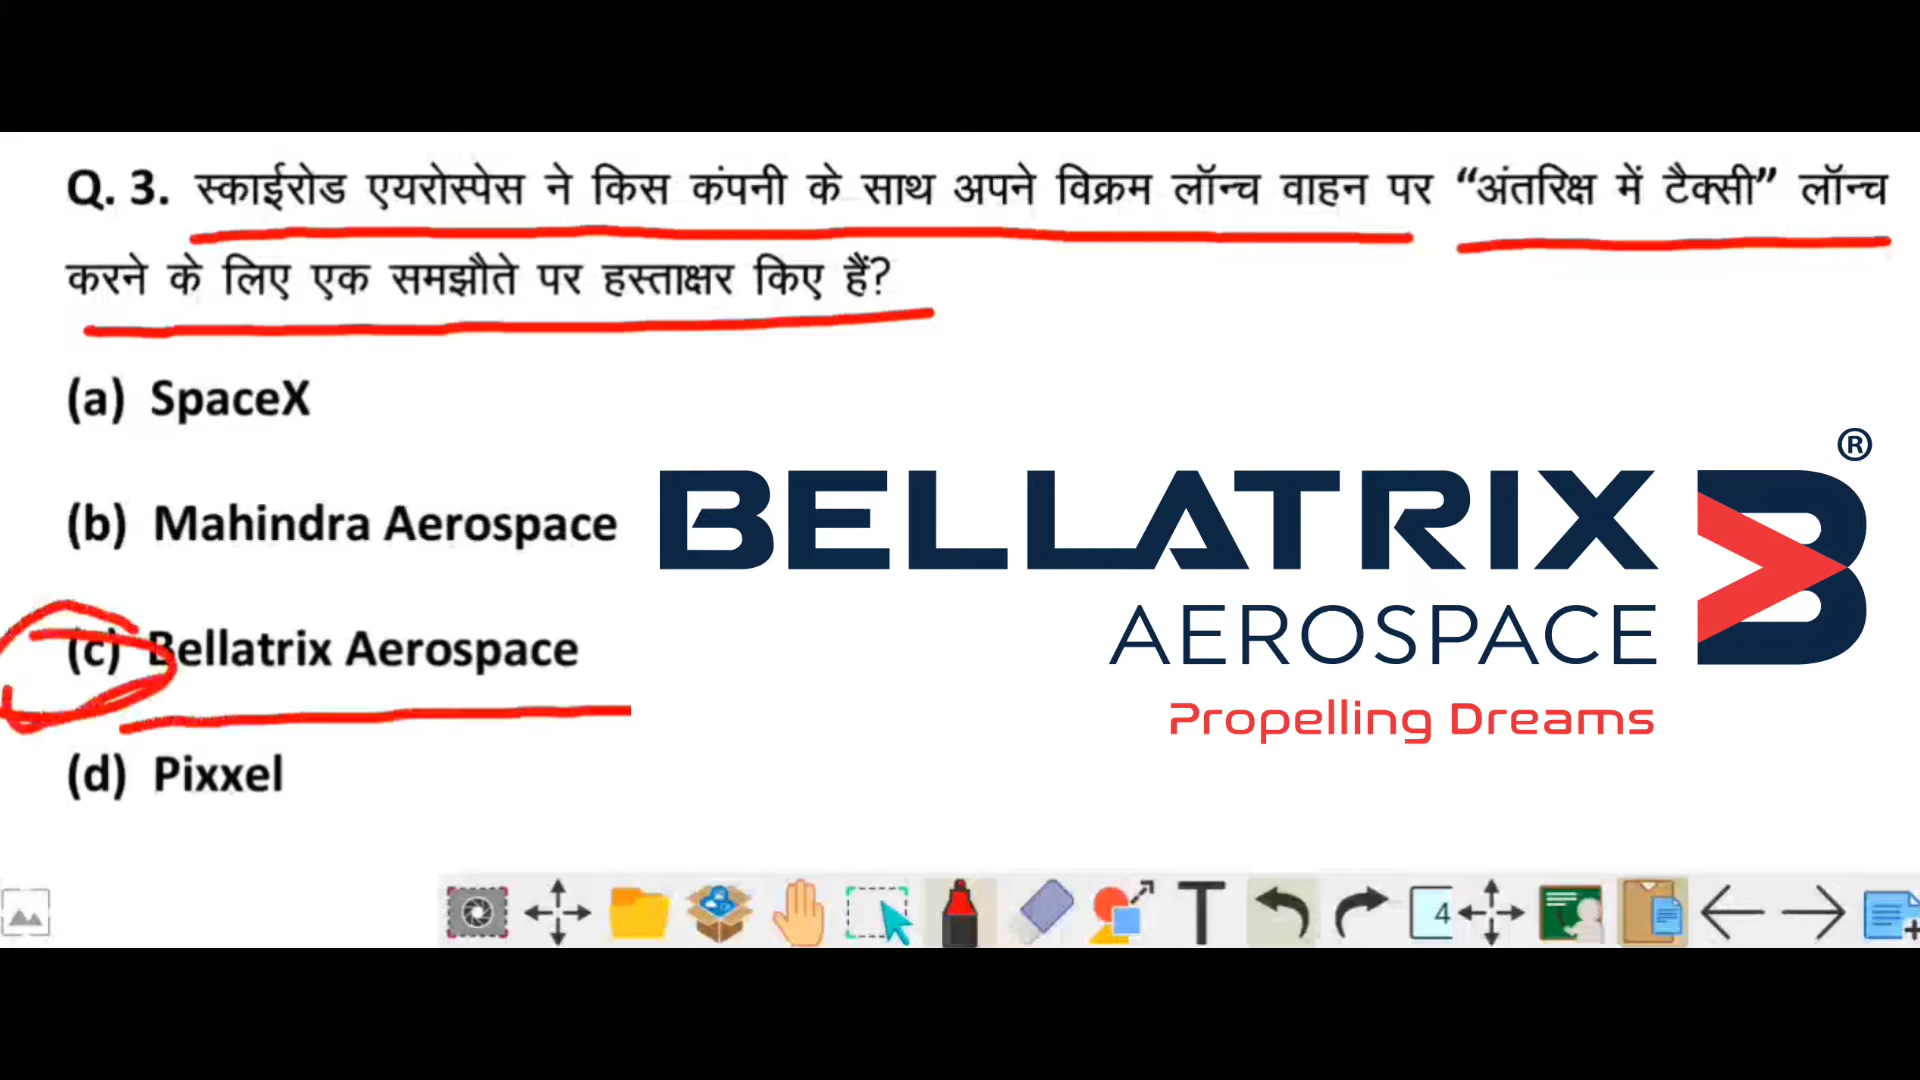 Q. 3. स्काईरोड एयरोस्पेस ने किस कंपनी के साथ अपने विक्रम लॉन्च वाहन पर “अंतरिक्ष में टैक्सी” लॉन्च
करने के लिए एक समझौते पर हस्ताक्षर किए हैं?
(a) SpaceX
(b) Mahindra Aerospace
(c) Bellatrix Aerospace
(d) Pixxel
BELLATRIX ®
AEROSPACE
Propelling Dreams
T
4